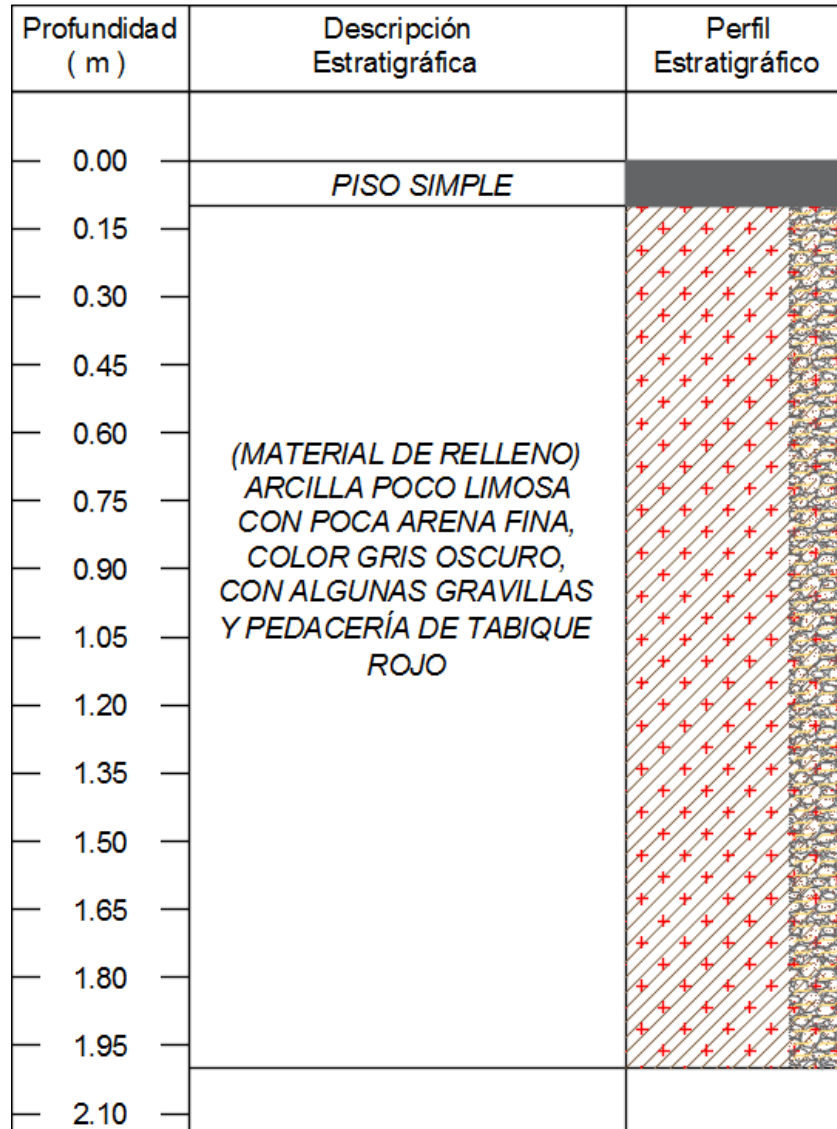 Profundidad
( m )
Descripción
Estratigráfica
Perfil
Estratigráfico
0.00
PISO SIMPLE
0.15
0.30
0.45
0.60
(MATERIAL DE RELLENO)
ARCILLA POCO LIMOSA
0.75
CON POCA ARENA FINA,
COLOR GRIS OSCURO,
0.90
CON ALGUNAS GRAVILLAS
Y PEDACERÍA DE TABIQUE
1.05
ROJO
1.20
1.35
1.50
1.65
1.80
1.95
2.10